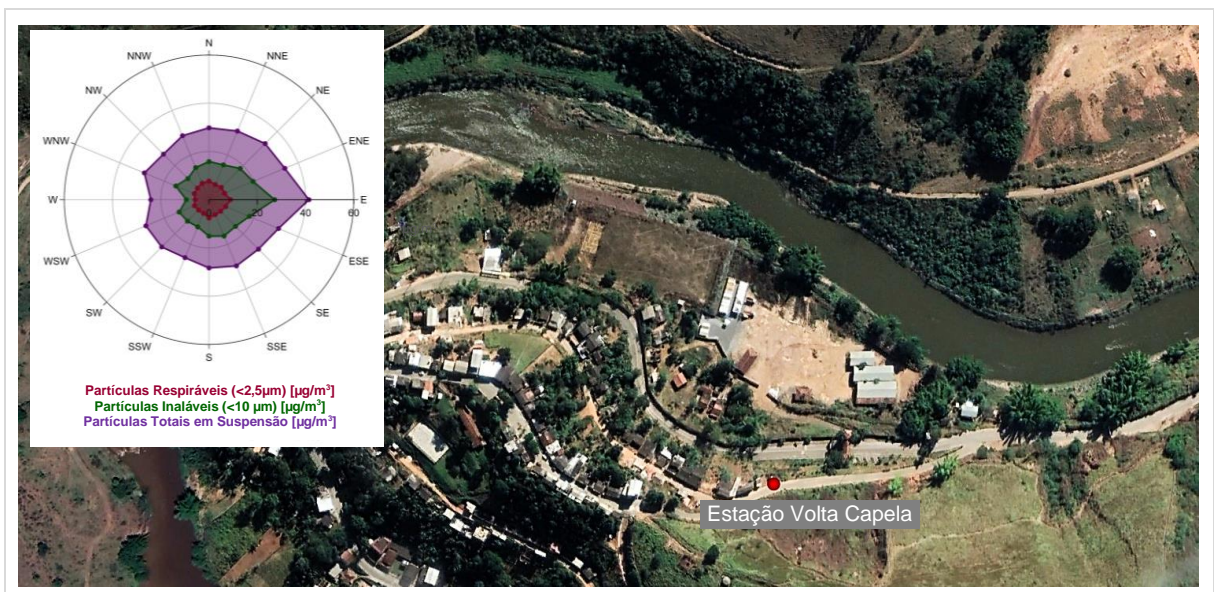 N
NNW
NNE
NW
NE
WNW
ENE
W
20
40
60
E
WSW
ESE
SW
SE
SSW
SSE
S
Partículas Respiráveis (<2,5µm) [µg/m³]
Partículas Inaláveis (<10 µm) [µg/m³]
Partículas Totais em Suspensão [µg/m³]
Estação Volta Capela